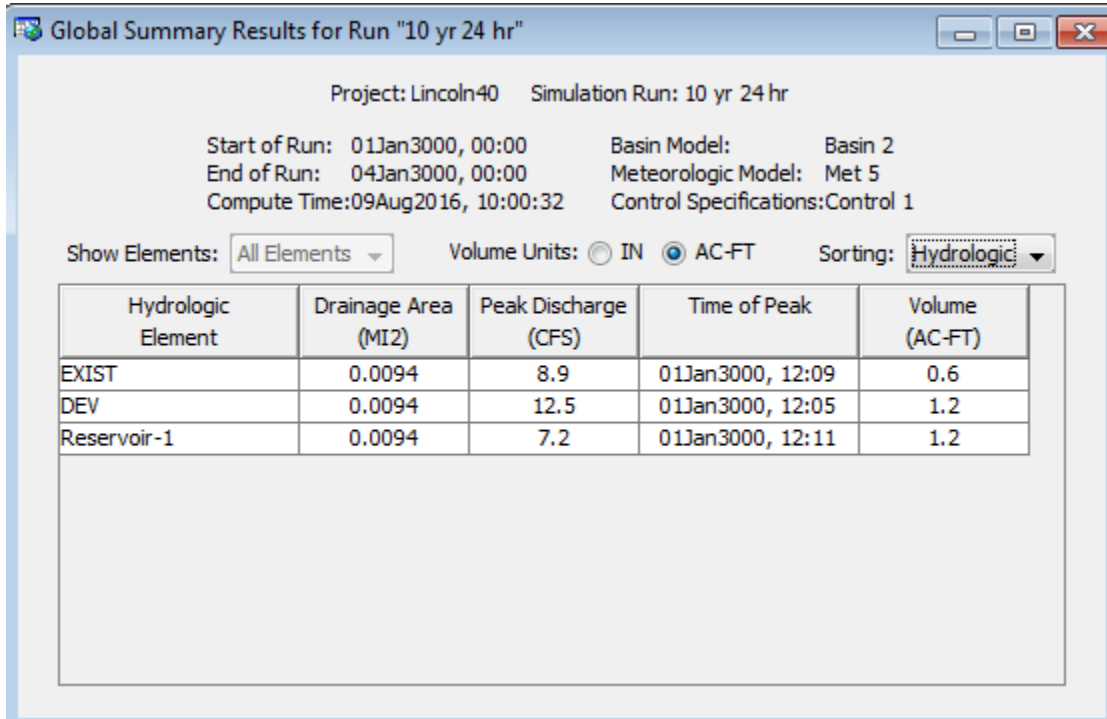 Global Summary Results for Run "10 yr 24 hr"
Project: Lincoln40 Simulation Run: 10 yr 24 hr
Start of Run: 01Jan3000, 00:00 Basin Model: Basin 2
End of Run: 04Jan3000, 00:00 Meteorologic Model: Met 5
Compute Time:09Aug2016, 10:00:32 Control Specifications:Control 1
Show Elements: All Elements Volume Units: IN AC-FT Sorting: Hydrologic
Hydrologic Drainage Area Peak Discharge Time of Peak Volume
Element (MI2) (CFS) (AC-FT)
EXIST 0.0094 8.9 01Jan3000, 12:09 0.6
DEV 0.0094 12.5 01Jan3000, 12:05 1.2
Reservoir-1 0.0094 7.2 01Jan3000, 12:11 1.2